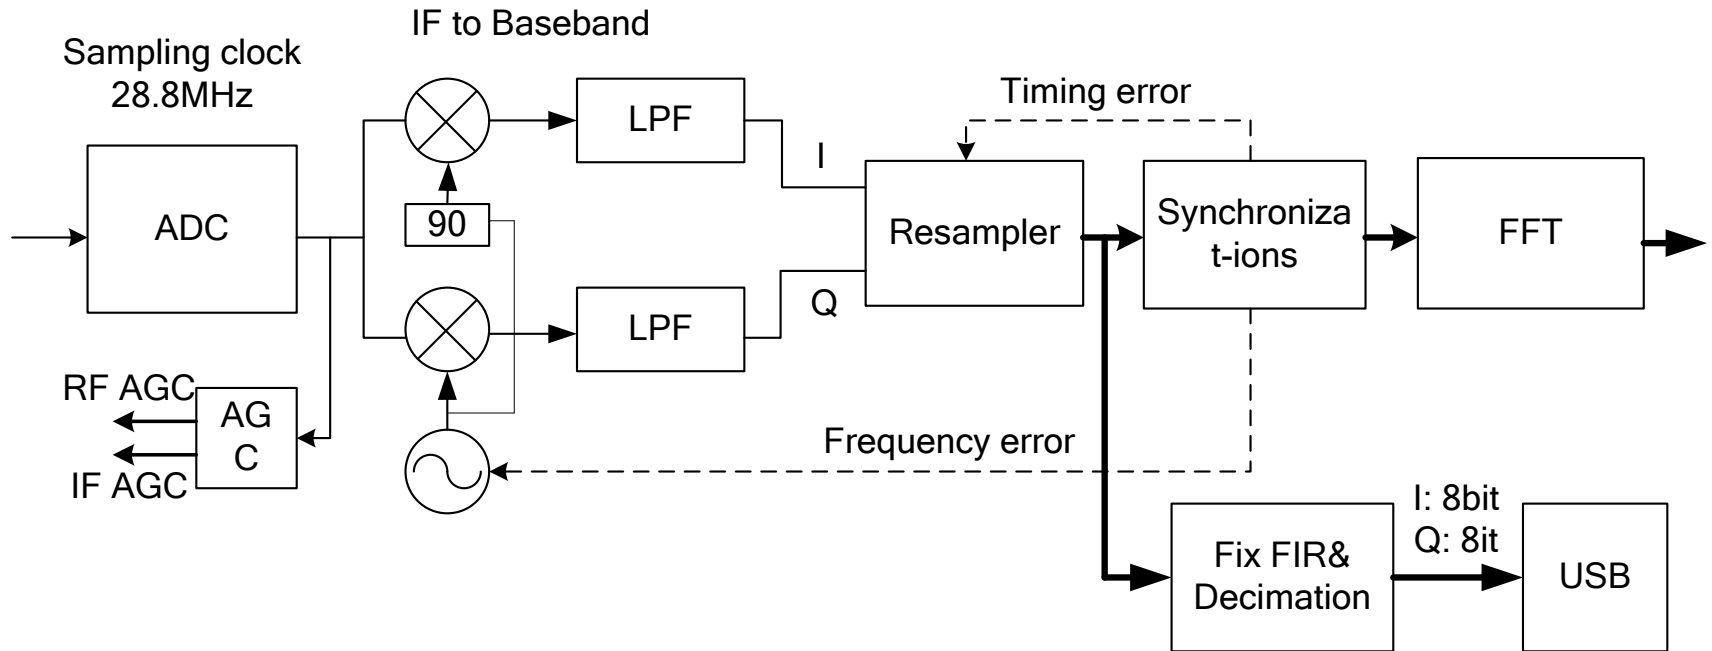 IF to Baseband
Sampling clock
28.8MHz
LPF
Timing error
I
ADC
90
Resampler
Synchronizat
t-ions
FFT
Q
LPF
RF AGC
AG
C
IF AGC
Frequency error
I: 8bit
Q: 8it
Fix FIR&
Decimation
USB